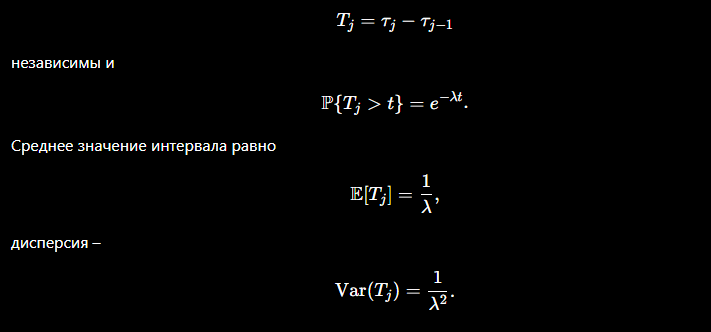 T_j = τ_j − τ_{j−1}
независимы и
ℙ{T_j > t} = e^{−λt}.
Среднее значение интервала равно
𝔼[T_j] = 1/λ,
дисперсия –
Var(T_j) = 1/λ².